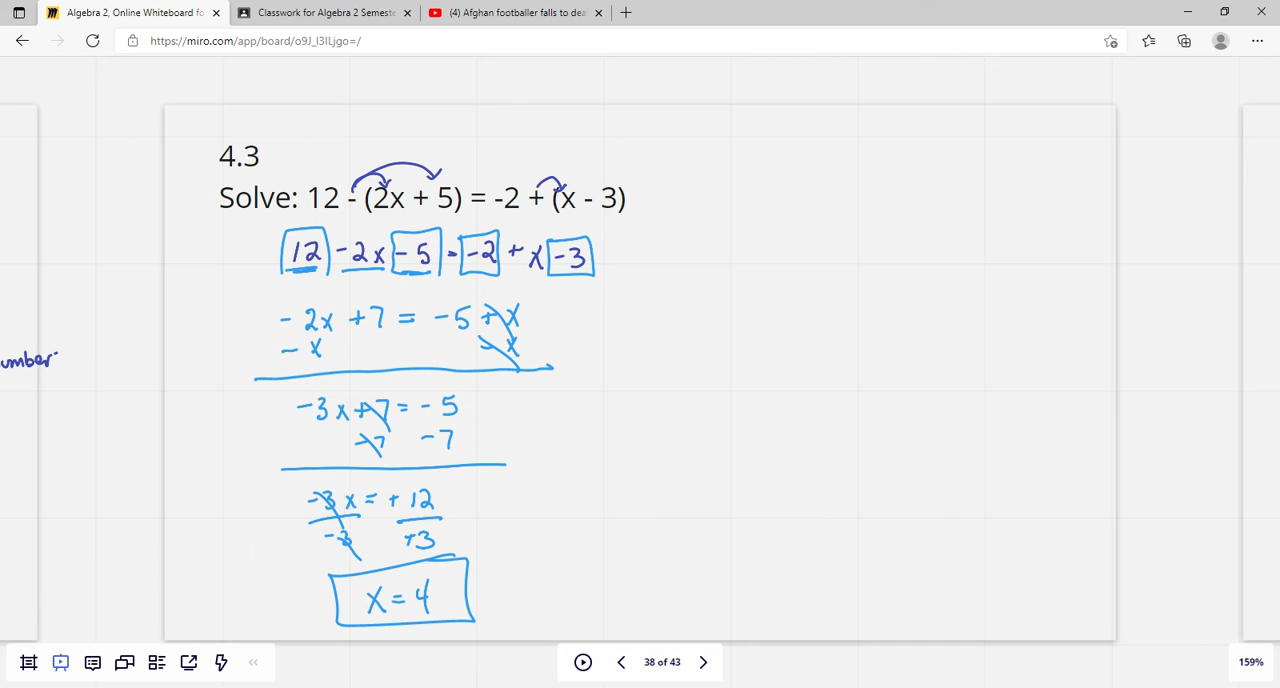 Algebra 2, Online Whiteboard fo
Classwork for Algebra 2 Semeste
(4) Afghan footballer falls to dea
https://miro.com/app/board/o9J_l3lLjgo=/
4.3
Solve: 12 - (2x + 5) = -2 + (x - 3)
12 - 2x - 5 = -2 + x - 3
- 2x + 7 = - 5 + x
- x - x
umber
-3x + 7 = - 5
-7 -7
-3x = + 12
-3 +3
x = 4
38 of 43
159%